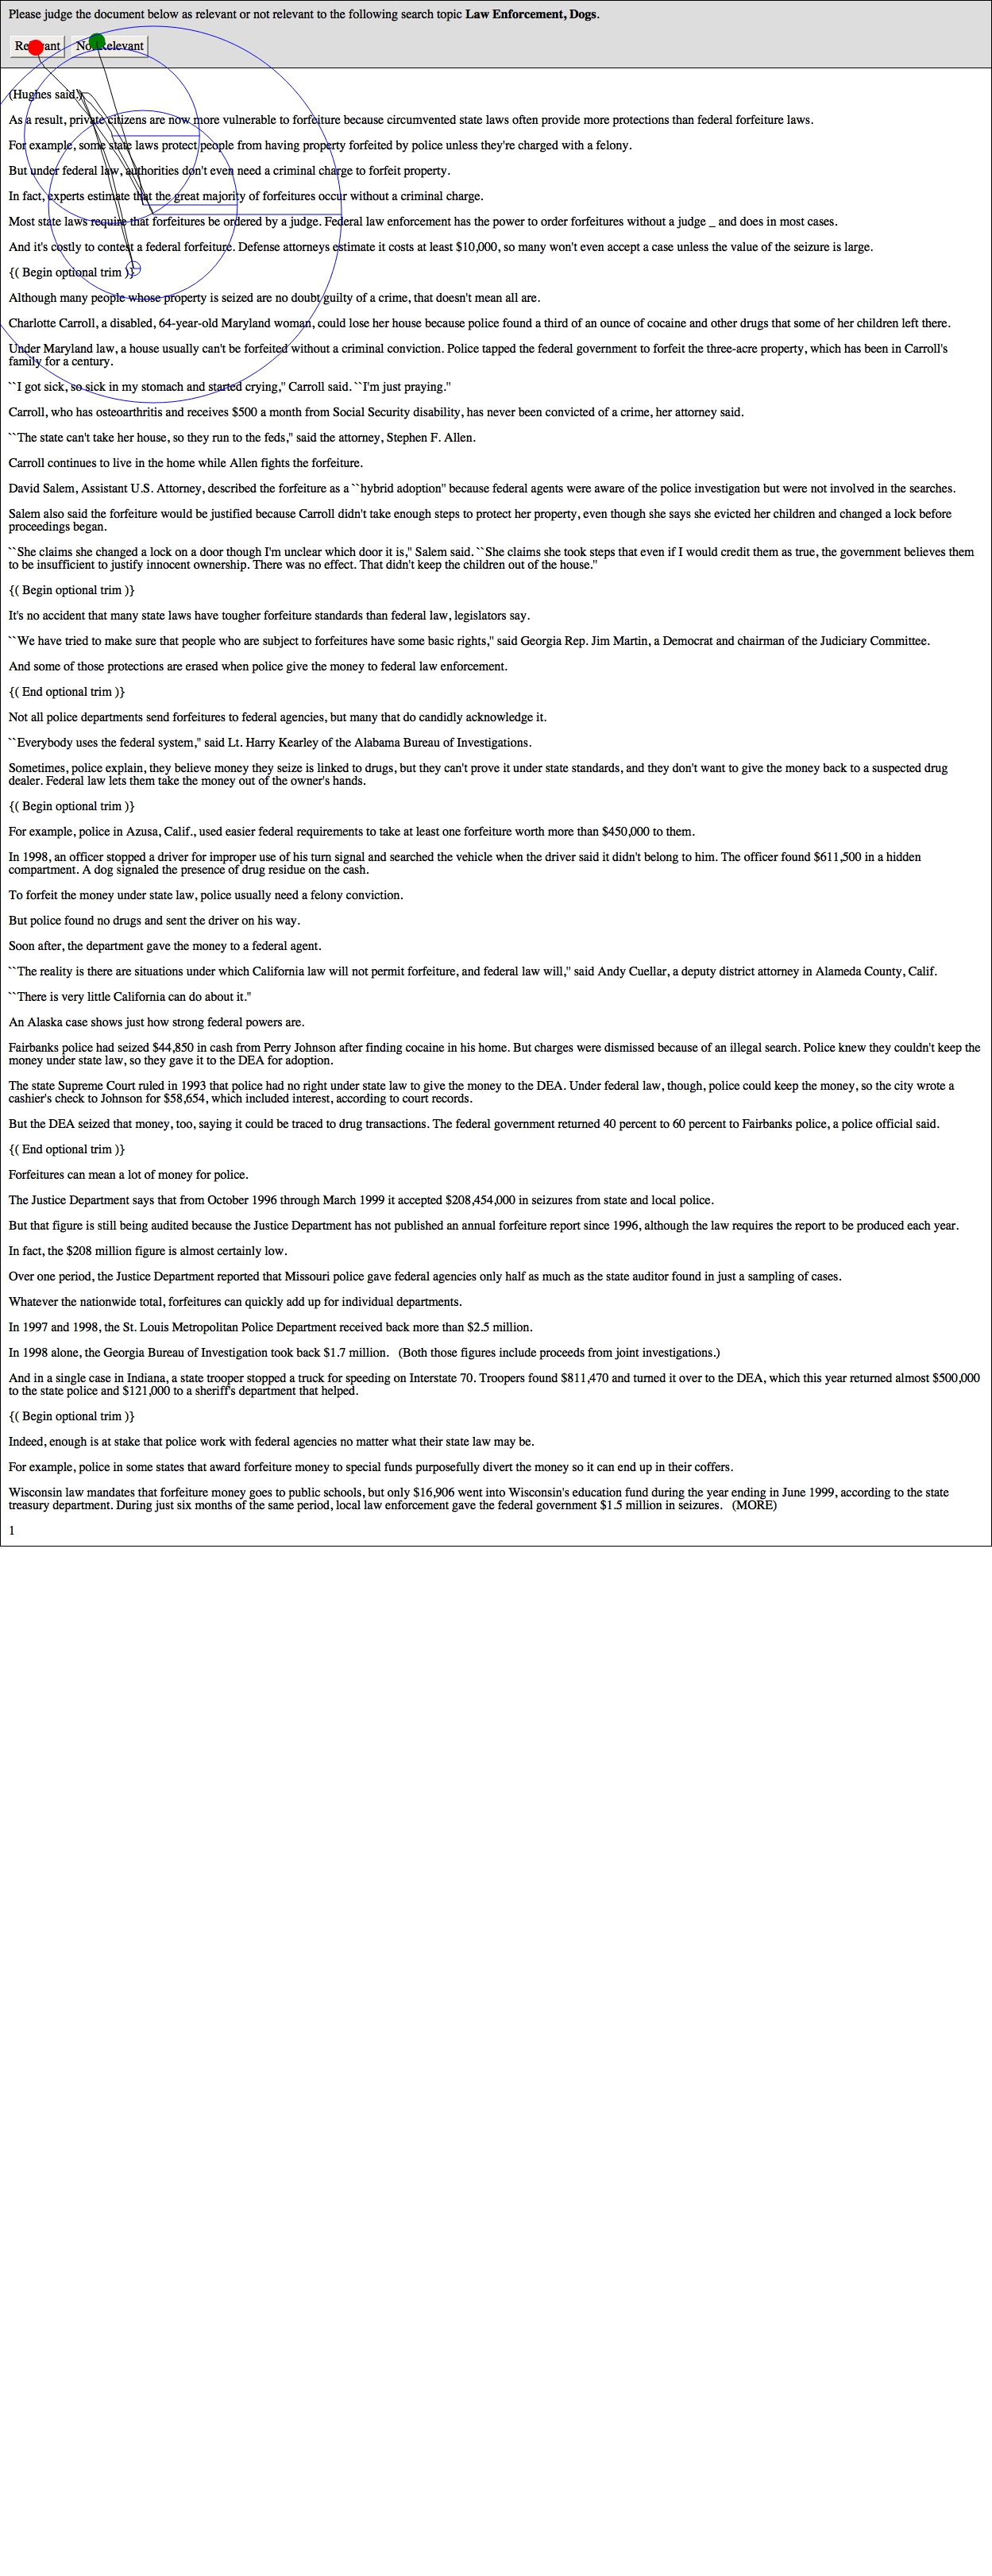 Please judge the document below as relevant or not relevant to the following search topic Law Enforcement, Dogs.
Relevant Not Relevant
(Hughes said.)
As a result, private citizens are now more vulnerable to forfeiture because circumvented state laws often provide more protections than federal forfeiture laws.
For example, some state laws protect people from having property forfeited by police unless they're charged with a felony.
But under federal law, authorities don't even need a criminal charge to forfeit property.
In fact, experts estimate that the great majority of forfeitures occur without a criminal charge.
Most state laws require that forfeitures be ordered by a judge. Federal law enforcement has the power to order forfeitures without a judge _ and does in most cases.
And it's costly to contest a federal forfeiture. Defense attorneys estimate it costs at least $10,000, so many won't even accept a case unless the value of the seizure is large.
{( Begin optional trim )}
Although many people whose property is seized are no doubt guilty of a crime, that doesn't mean all are.
Charlotte Carroll, a disabled, 64-year-old Maryland woman, could lose her house because police found a third of an ounce of cocaine and other drugs that some of her children left there.
Under Maryland law, a house usually can't be forfeited without a criminal conviction. Police tapped the federal government to forfeit the three-acre property, which has been in Carroll's
family for a century.
``I got sick, so sick in my stomach and started crying,'' Carroll said. ``I'm just praying.''
Carroll, who has osteoarthritis and receives $500 a month from Social Security disability, has never been convicted of a crime, her attorney said.
``The state can't take her house, so they run to the feds,'' said the attorney, Stephen F. Allen.
Carroll continues to live in the home while Allen fights the forfeiture.
David Salem, Assistant U.S. Attorney, described the forfeiture as a ``hybrid adoption'' because federal agents were aware of the police investigation but were not involved in the searches.
Salem also said the forfeiture would be justified because Carroll didn't take enough steps to protect her property, even though she says she evicted her children and changed a lock before
proceedings began.
``She claims she changed a lock on a door though I'm unclear which door it is,'' Salem said. ``She claims she took steps that even if I would credit them as true, the government believes them
to be insufficient to justify innocent ownership. There was no effect. That didn't keep the children out of the house.''
{( Begin optional trim )}
It's no accident that many state laws have tougher forfeiture standards than federal law, legislators say.
``We have tried to make sure that people who are subject to forfeitures have some basic rights,'' said Georgia Rep. Jim Martin, a Democrat and chairman of the Judiciary Committee.
And some of those protections are erased when police give the money to federal law enforcement.
{( End optional trim )}
Not all police departments send forfeitures to federal agencies, but many that do candidly acknowledge it.
``Everybody uses the federal system,'' said Lt. Harry Kearley of the Alabama Bureau of Investigations.
Sometimes, police explain, they believe money they seize is linked to drugs, but they can't prove it under state standards, and they don't want to give the money back to a suspected drug
dealer. Federal law lets them take the money out of the owner's hands.
{( Begin optional trim )}
For example, police in Azusa, Calif., used easier federal requirements to take at least one forfeiture worth more than $450,000 to them.
In 1998, an officer stopped a driver for improper use of his turn signal and searched the vehicle when the driver said it didn't belong to him. The officer found $611,500 in a hidden
compartment. A dog signaled the presence of drug residue on the cash.
To forfeit the money under state law, police usually need a felony conviction.
But police found no drugs and sent the driver on his way.
Soon after, the department gave the money to a federal agent.
``The reality is there are situations under which California law will not permit forfeiture, and federal law will,'' said Andy Cuellar, a deputy district attorney in Alameda County, Calif.
``There is very little California can do about it.''
An Alaska case shows just how strong federal powers are.
Fairbanks police had seized $44,850 in cash from Perry Johnson after finding cocaine in his home. But charges were dismissed because of an illegal search. Police knew they couldn't keep the
money under state law, so they gave it to the DEA for adoption.
The state Supreme Court ruled in 1993 that police had no right under state law to give the money to the DEA. Under federal law, though, police could keep the money, so the city wrote a
cashier's check to Johnson for $58,654, which included interest, according to court records.
But the DEA seized that money, too, saying it could be traced to drug transactions. The federal government returned 40 percent to 60 percent to Fairbanks police, a police official said.
{( End optional trim )}
Forfeitures can mean a lot of money for police.
The Justice Department says that from October 1996 through March 1999 it accepted $208,454,000 in seizures from state and local police.
But that figure is still being audited because the Justice Department has not published an annual forfeiture report since 1996, although the law requires the report to be produced each year.
In fact, the $208 million figure is almost certainly low.
Over one period, the Justice Department reported that Missouri police gave federal agencies only half as much as the state auditor found in just a sampling of cases.
Whatever the nationwide total, forfeitures can quickly add up for individual departments.
In 1997 and 1998, the St. Louis Metropolitan Police Department received back more than $2.5 million.
In 1998 alone, the Georgia Bureau of Investigation took back $1.7 million. (Both those figures include proceeds from joint investigations.)
And in a single case in Indiana, a state trooper stopped a truck for speeding on Interstate 70. Troopers found $811,470 and turned it over to the DEA, which this year returned almost $500,000
to the state police and $121,000 to a sheriff's department that helped.
{( Begin optional trim )}
Indeed, enough is at stake that police work with federal agencies no matter what their state law may be.
For example, police in some states that award forfeiture money to special funds purposefully divert the money so it can end up in their coffers.
Wisconsin law mandates that forfeiture money goes to public schools, but only $16,906 went into Wisconsin's education fund during the year ending in June 1999, according to the state
treasury department. During just six months of the same period, local law enforcement gave the federal government $1.5 million in seizures. (MORE)
1